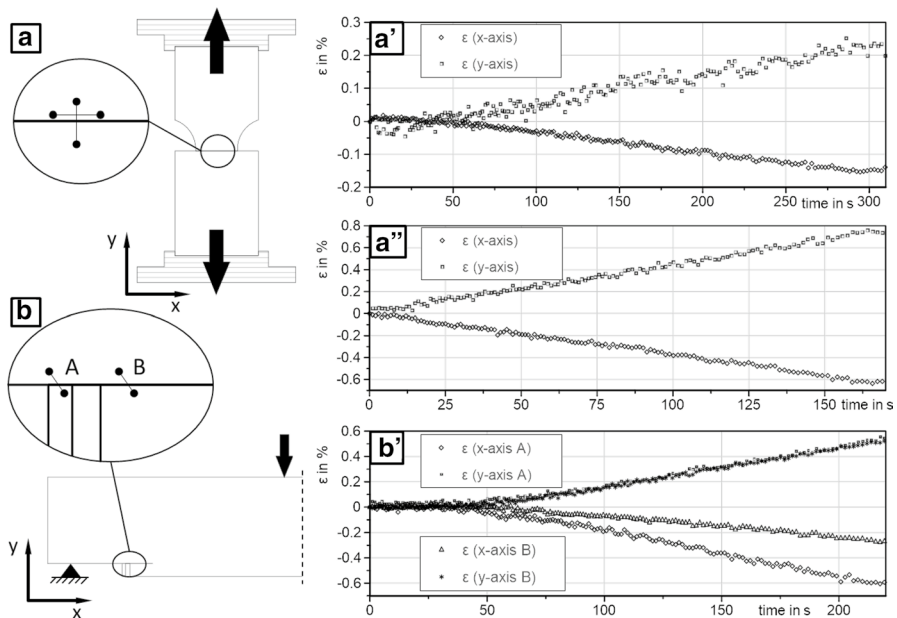 a
y
x
a'
ε in %
ε (x-axis)
ε (y-axis)
0.3
0.2
0.1
0
-0.1
-0.2
0
50
100
150
200
250
time in s
300
a''
ε in %
ε (x-axis)
ε (y-axis)
0.8
0.6
0.4
0.2
0
-0.2
-0.4
-0.6
0
25
50
75
100
125
150
time in s
b
A
B
y
x
b'
ε in %
ε (x-axis A)
ε (y-axis A)
ε (x-axis B)
ε (y-axis B)
0.6
0.4
0.2
0
-0.2
-0.4
-0.6
0
50
100
150
time in s
200